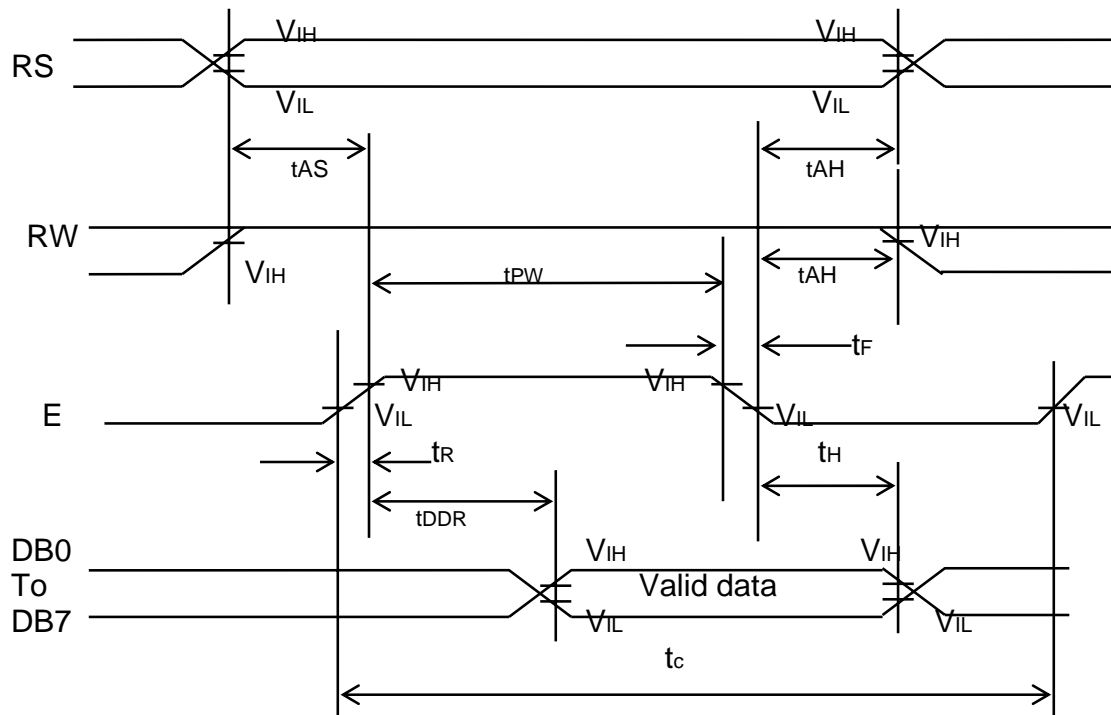 VIH VIH
RS
VIL VIL
tAS tAH
RW VIH
VIH tPW tAH
tF
VIH VIH
E VIL VIL VIL
tR tH
tDDR
DB0 VIH VIH
To Valid data
DB7 VIL VIL
tc